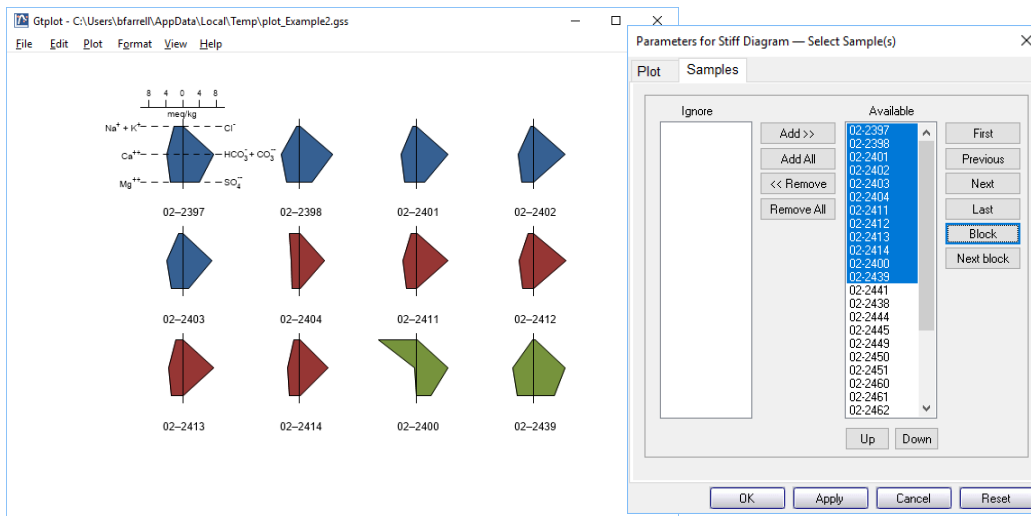 Gtplot - C:\Users\bfarrell\AppData\Local\Temp\plot_Example2.gss
File Edit Plot Format View Help
8 4 0 4 8
meq/kg
Na⁺ + K⁺ Cl⁻
Ca⁺⁺ HCO₃⁻ + CO₃⁻⁻
Mg⁺⁺ SO₄⁻⁻
02–2397 02–2398 02–2401 02–2402
02–2403 02–2404 02–2411 02–2412
02–2413 02–2414 02–2400 02–2439
Parameters for Stiff Diagram — Select Sample(s)
Plot Samples
Ignore
Add >>
Add All
<< Remove
Remove All
Available
02-2397
02-2398
02-2401
02-2402
02-2403
02-2404
02-2411
02-2412
02-2413
02-2414
02-2400
02-2439
02-2441
02-2438
02-2444
02-2445
02-2449
02-2450
02-2451
02-2460
02-2461
02-2462
First
Previous
Next
Last
Block
Next block
Up Down
OK Apply Cancel Reset